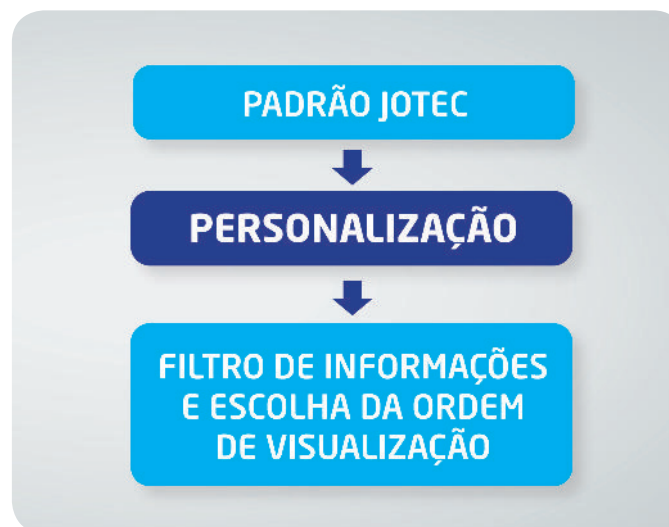 PADRÃO JOTEC
PERSONALIZAÇÃO
FILTRO DE INFORMAÇÕES
E ESCOLHA DA ORDEM
DE VISUALIZAÇÃO